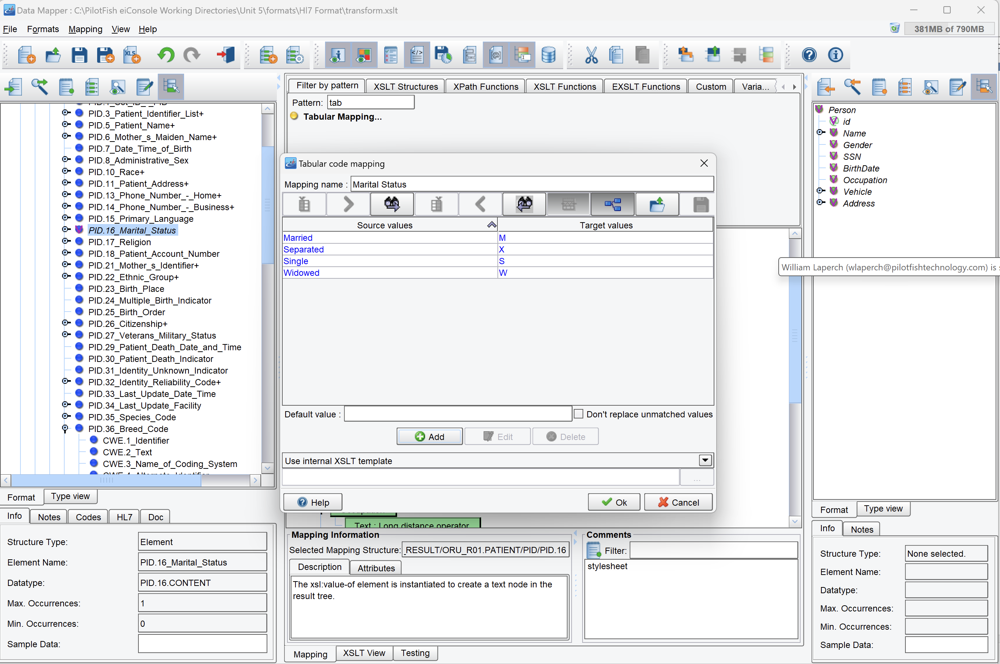 Data Mapper : C:\PilotFish eiConsole Working Directories\Unit 5\formats\Hl7 Format\transform.xslt
File Formats Mapping View Help
381MB of 790MB
XLS
Filter by pattern XSLT Structures XPath Functions XSLT Functions EXSLT Functions Custom Varia...
Pattern: tab
Tabular Mapping...
PID.3_Patient_Identifier_List+
PID.5_Patient_Name+
PID.6_Mother_s_Maiden_Name+
PID.7_Date_Time_of_Birth
PID.8_Administrative_Sex
PID.10_Race+
PID.11_Patient_Address+
PID.13_Phone_Number_-_Home+
PID.14_Phone_Number_-_Business+
PID.15_Primary_Language
PID.16_Marital_Status
PID.17_Religion
PID.18_Patient_Account_Number
PID.21_Mother_s_Identifier+
PID.22_Ethnic_Group+
PID.23_Birth_Place
PID.24_Multiple_Birth_Indicator
PID.25_Birth_Order
PID.26_Citizenship+
PID.27_Veterans_Military_Status
PID.29_Patient_Death_Date_and_Time
PID.30_Patient_Death_Indicator
PID.31_Identity_Unknown_Indicator
PID.32_Identity_Reliability_Code+
PID.33_Last_Update_Date_Time
PID.34_Last_Update_Facility
PID.35_Species_Code
PID.36_Breed_Code
CWE.1_Identifier
CWE.2_Text
CWE.3_Name_of_Coding_System
Format Type view
Info Notes Codes HL7 Doc
Structure Type: Element
Element Name: PID.16_Marital_Status
Datatype: PID.16.CONTENT
Max. Occurrences: 1
Min. Occurrences: 0
Sample Data:
Tabular code mapping
Mapping name : Marital Status
Source values Target values
Married M
Separated X
Single S
Widowed W
Default value : Don't replace unmatched values
Add Edit Delete
Use internal XSLT template
...
Help Ok Cancel
Text : Long distance operator
Mapping Information
Selected Mapping Structure: _RESULT/ORU_R01.PATIENT/PID/PID.16
Description Attributes
The xsl:value-of element is instantiated to create a text node in the
result tree.
Comments
Filter:
stylesheet
Mapping XSLT View Testing
Person
id
Name
Gender
SSN
BirthDate
Occupation
Vehicle
Address
William Laperch (wlaperch@pilotfishtechnology.com) is
Format Type view
Info Notes
Structure Type: None selected.
Element Name:
Datatype:
Max. Occurrences:
Min. Occurrences:
Sample Data: